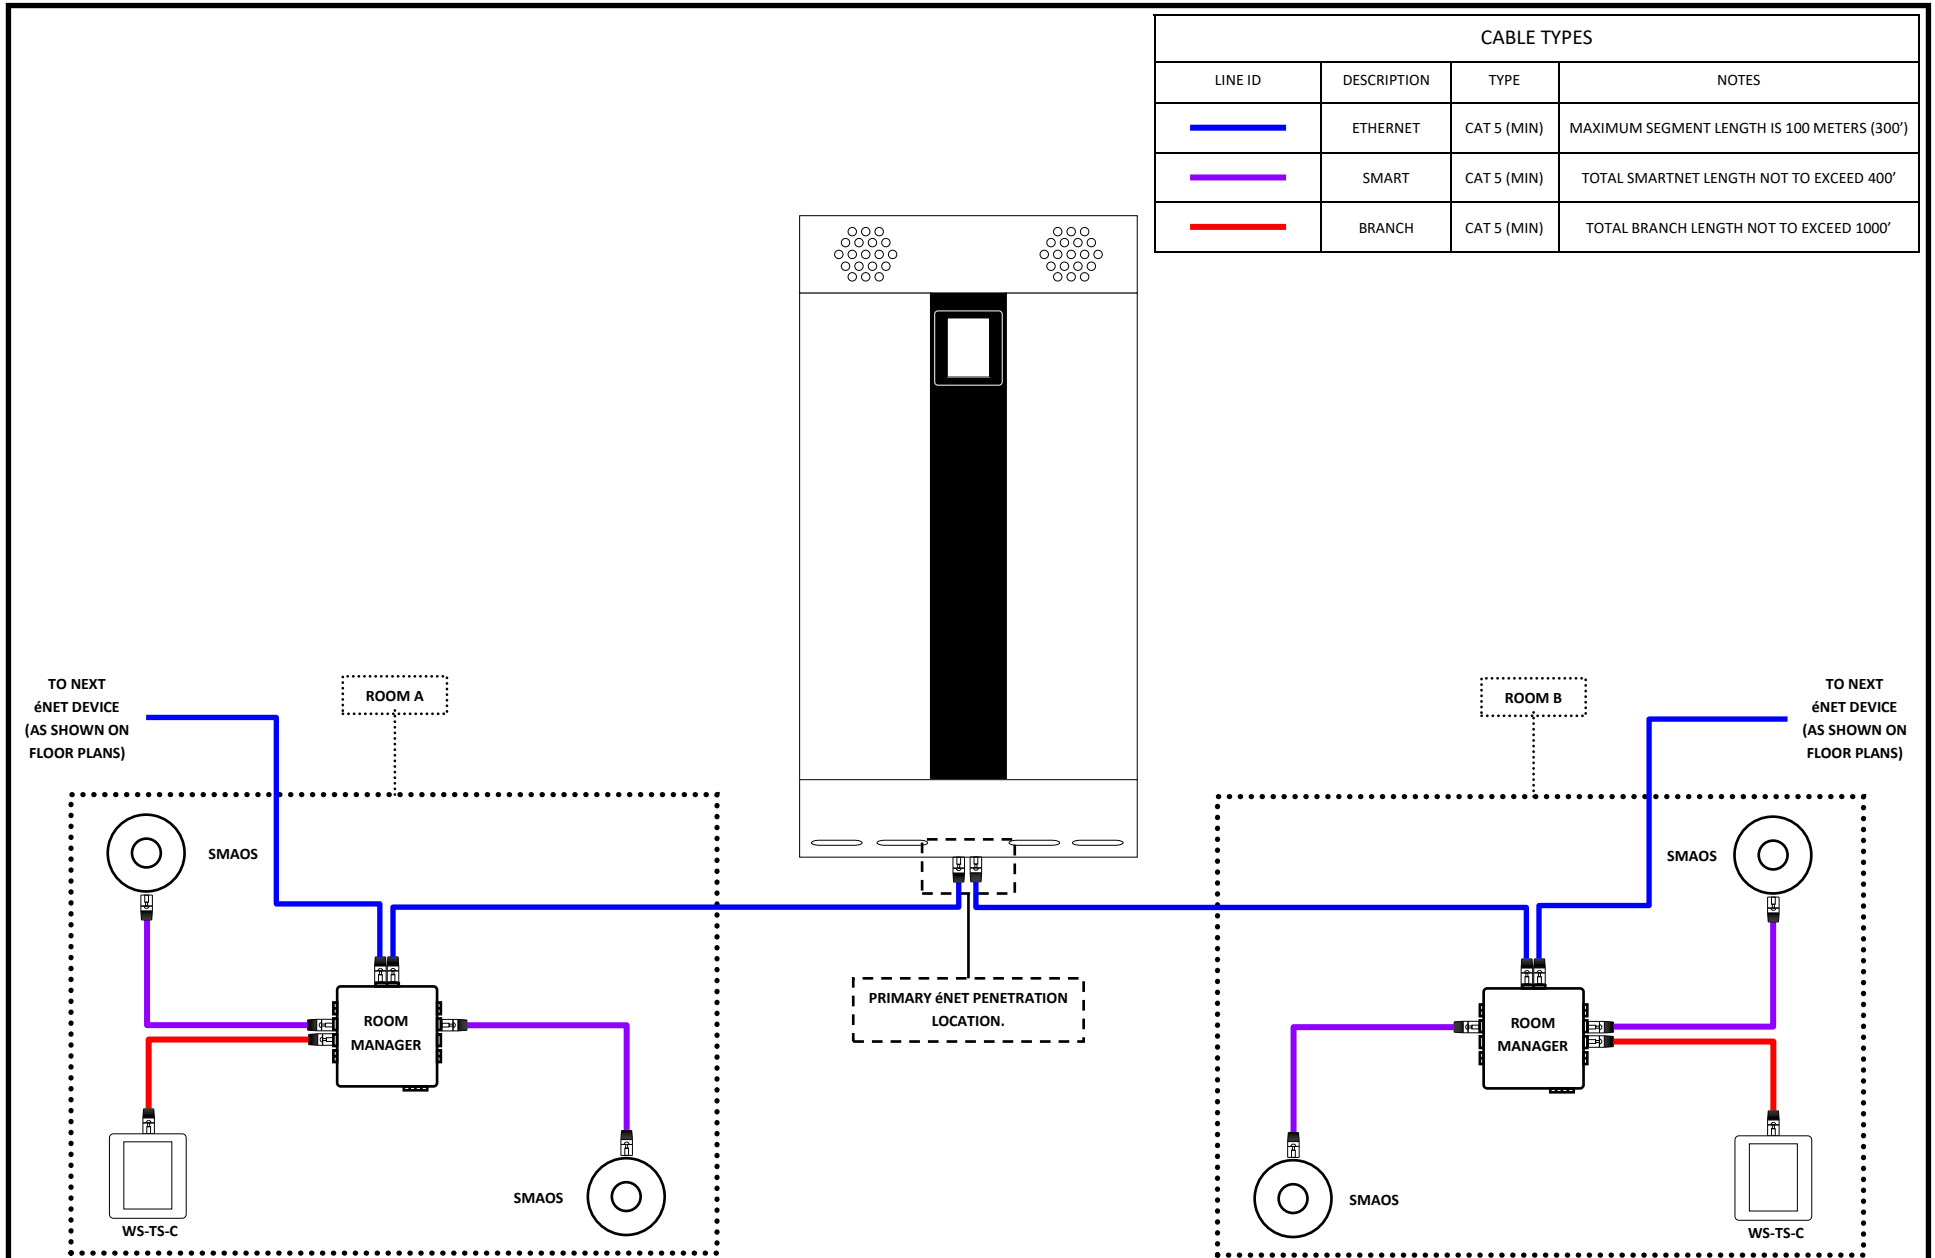 CABLE TYPES
LINE ID DESCRIPTION TYPE NOTES
ETHERNET CAT 5 (MIN) MAXIMUM SEGMENT LENGTH IS 100 METERS (300’)
SMART CAT 5 (MIN) TOTAL SMARTNET LENGTH NOT TO EXCEED 400’
BRANCH CAT 5 (MIN) TOTAL BRANCH LENGTH NOT TO EXCEED 1000’
TO NEXT
éNET DEVICE
(AS SHOWN ON
FLOOR PLANS)
ROOM A
SMAOS
ROOM
MANAGER
WS-TS-C
SMAOS
PRIMARY éNET PENETRATION
LOCATION.
ROOM B
TO NEXT
éNET DEVICE
(AS SHOWN ON
FLOOR PLANS)
SMAOS
ROOM
MANAGER
SMAOS
WS-TS-C